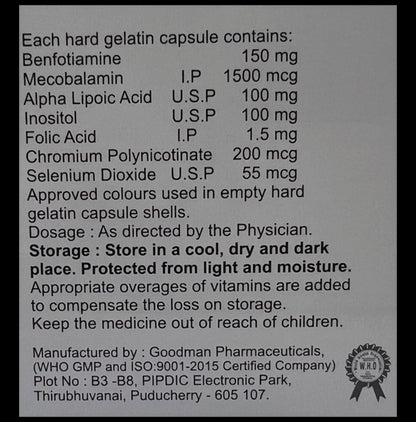 Each hard gelatin capsule contains:
Benfotiamine 150 mg
Mecobalamin I.P 1500 mcg
Alpha Lipoic Acid U.S.P 100 mg
Inositol U.S.P 100 mg
Folic Acid I.P 1.5 mg
Chromium Polynicotinate 200 mcg
Selenium Dioxide U.S.P 55 mcg
Approved colours used in empty hard
gelatin capsule shells.
Dosage : As directed by the Physician.
Storage : Store in a cool, dry and dark
place. Protected from light and moisture.
Appropriate overages of vitamins are added
to compensate the loss on storage.
Keep the medicine out of reach of children.
Manufactured by : Goodman Pharmaceuticals,
(WHO GMP and ISO:9001-2015 Certified Company)
Plot No : B3 -B8, PIPDIC Electronic Park,
Thirubhuvanai, Puducherry - 605 107.
W.H.O